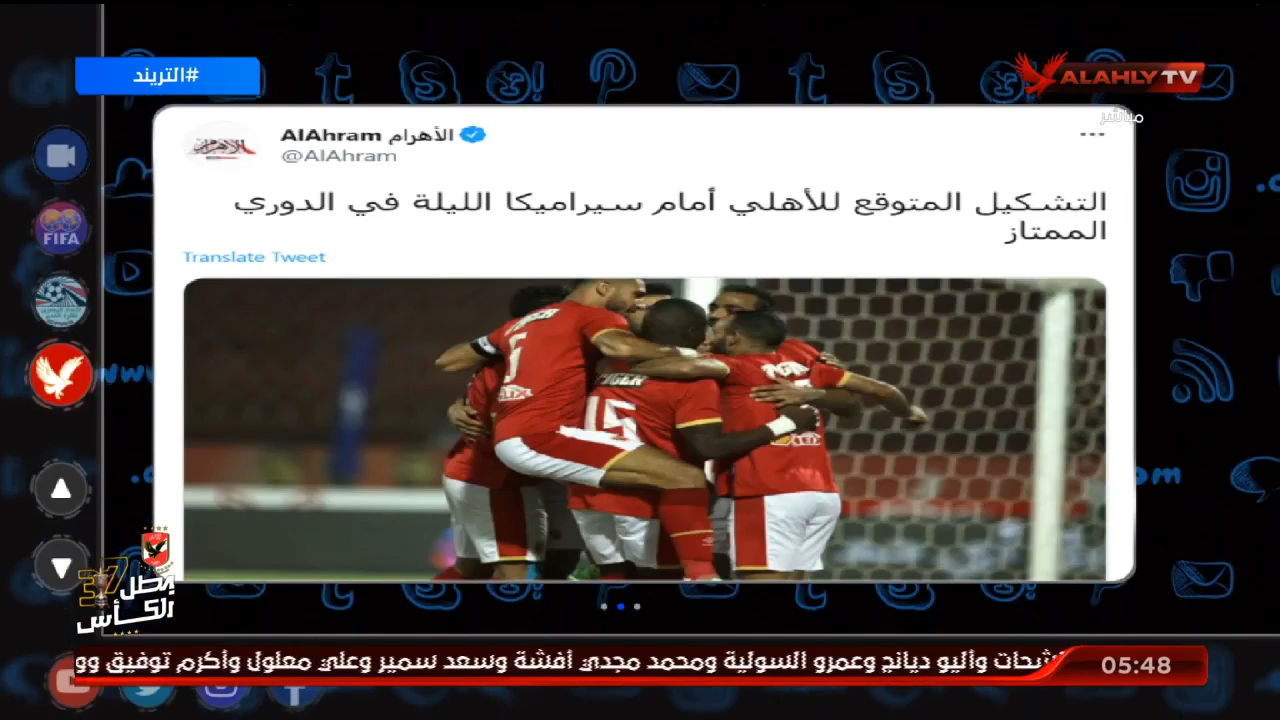 #التريند
ALAHLY TV
مباشر
AlAhram الأهرام
@AlAhram
التشكيل المتوقع للأهلي أمام سيراميكا الليلة في الدوري
الممتاز
Translate Tweet
FIFA
5
15
بطل
37
الكأس
شحات وأليو ديانج وعمرو السولية ومحمد مجدي أفشة وسعد سمير وعلي معلول وأكرم توفيق وو
05:48